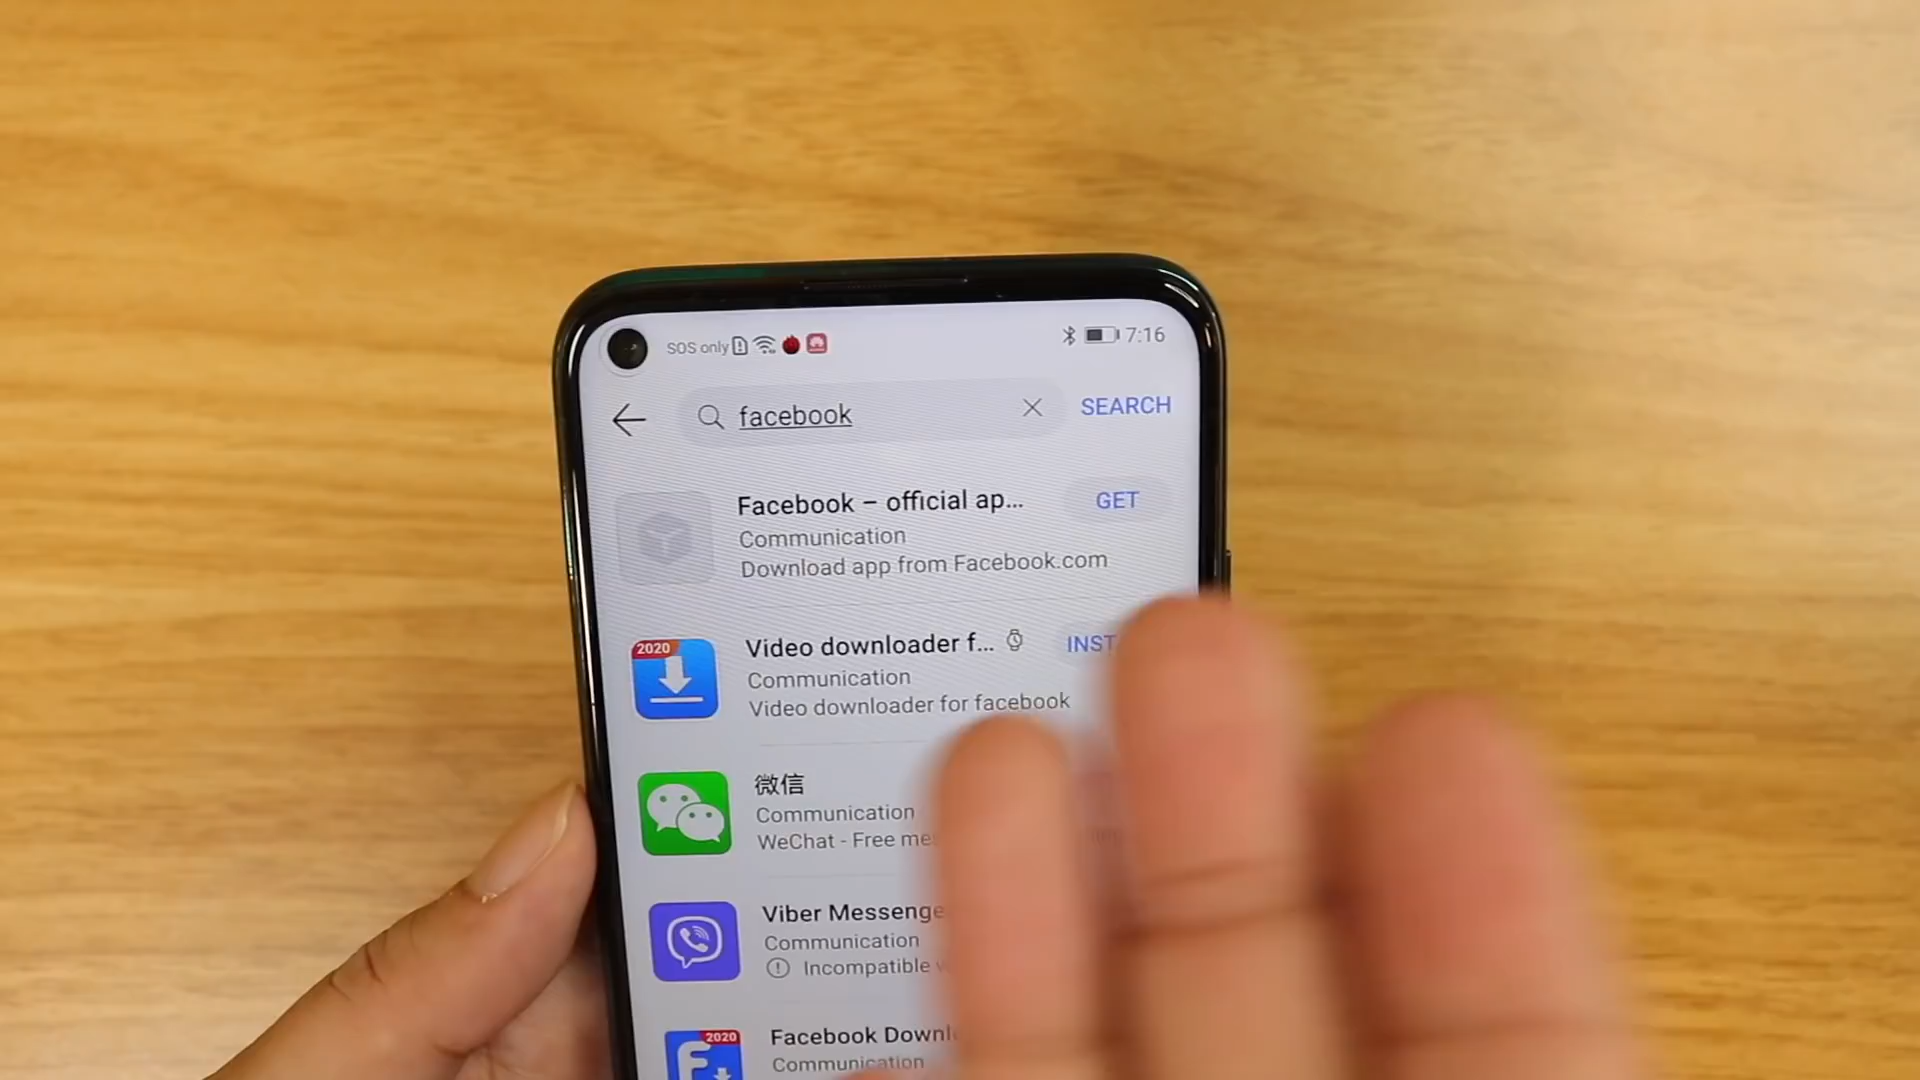 SOS only
7:16
facebook
SEARCH
Facebook – official ap...
GET
Communication
Download app from Facebook.com
2020
Video downloader f...
INST
Communication
Video downloader for facebook
微信
Communication
WeChat - Free me
Viber Messenge
Communication
Incompatible
2020
Facebook Downl
Communication